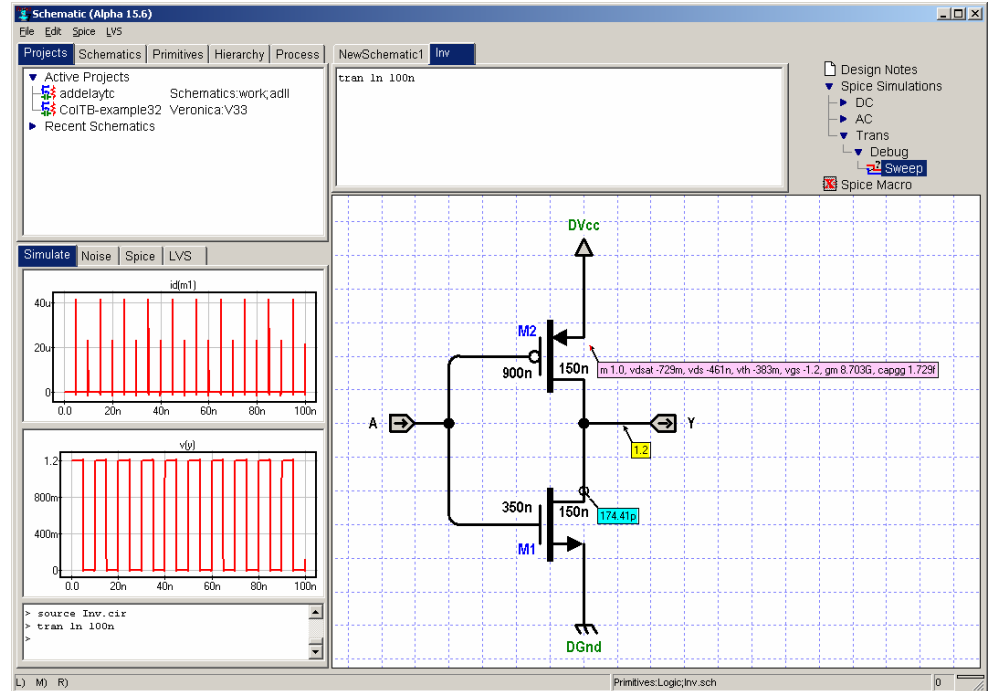 Schematic (Alpha 15.6)
File Edit Spice LVS
Projects Schematics Primitives Hierarchy Process
Active Projects
addelaytc Schematics:work;adll
ColTB-example32 Veronica:V33
Recent Schematics
NewSchematic1 Inv
tran 1n 100n
Design Notes
Spice Simulations
DC
AC
Trans
Debug
Sweep
Spice Macro
Simulate Noise Spice LVS
id(m1)
40u
20u
0
0.0 20n 40n 60n 80n 100n
v(y)
1.2
800m
400m
0
0.0 20n 40n 60n 80n 100n
> source Inv.cir
> tran 1n 100n
>
DVcc
M2
900n 150n
m 1.0, vdsat -729m, vds -461n, vth -383m, vgs -1.2, gm 8.703G, capgg 1.729f
A Y
1.2
350n 150n
174.41p
M1
DGnd
L) M) R) Primitives:Logic;Inv.sch 0